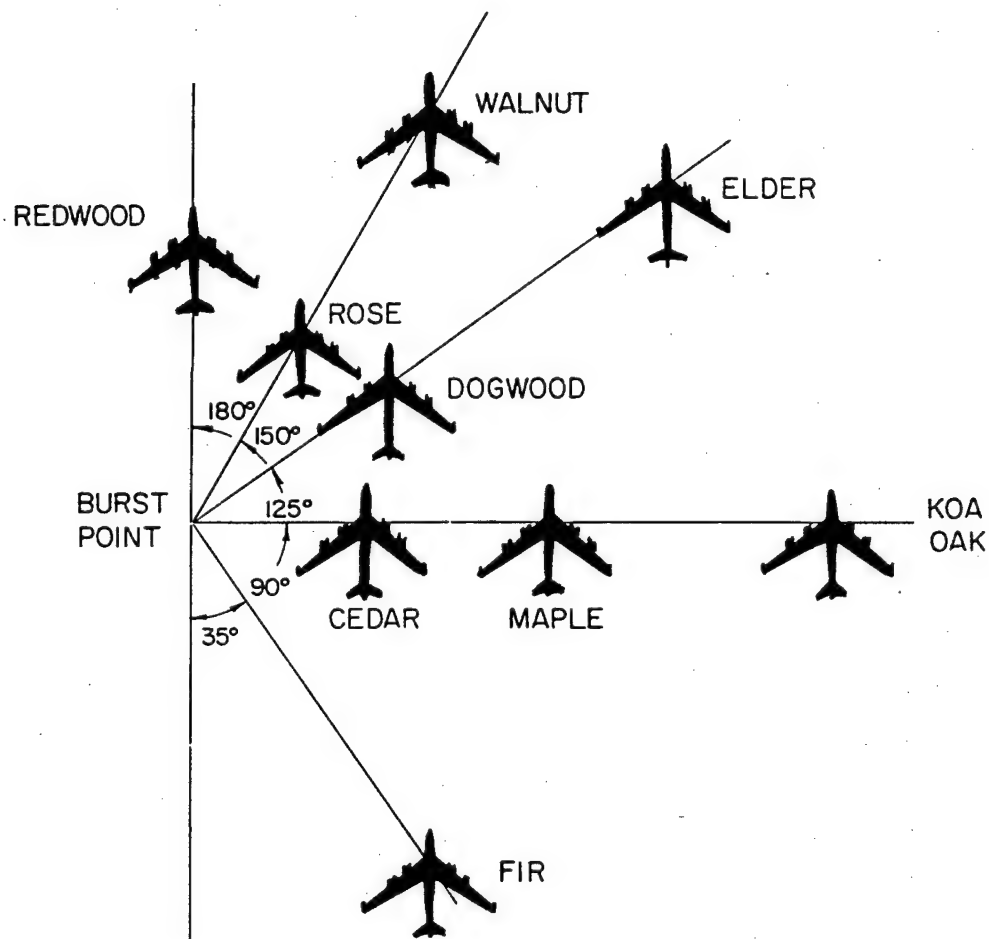 WALNUT
ELDER
REDWOOD
ROSE
DOGWOOD
180°
150°
125°
BURST
POINT
KOA
OAK
90°
CEDAR
MAPLE
35°
FIR